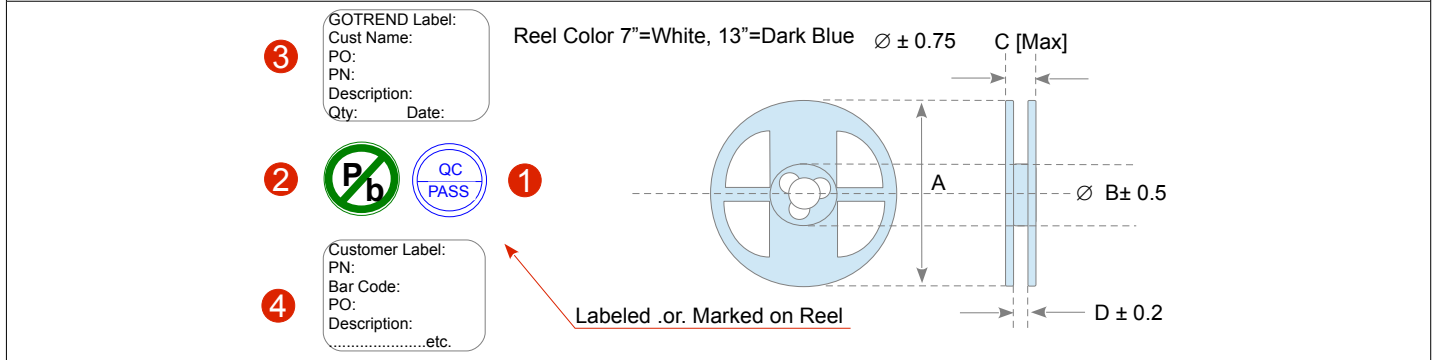 3
GOTREND Label:
Cust Name:
PO:
PN:
Description:
Qty: Date:
Reel Color 7”=White, 13”=Dark Blue
∅ ± 0.75
C [Max]
2
Pb
QC
PASS
1
A
∅ B± 0.5
4
Customer Label:
PN:
Bar Code:
PO:
Description:
......................etc.
Labeled .or. Marked on Reel
D ± 0.2